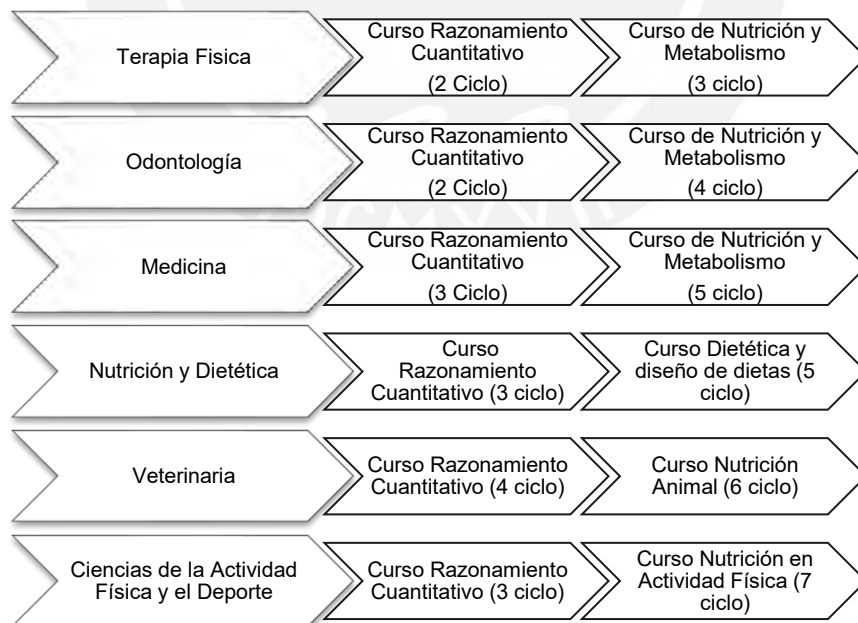 Terapia Fisica
Curso Razonamiento
Cuantitativo
(2 Ciclo)
Curso de Nutrición y
Metabolismo
(3 ciclo)
Odontología
Curso Razonamiento
Cuantitativo
(2 Ciclo)
Curso de Nutrición y
Metabolismo
(4 ciclo)
Medicina
Curso Razonamiento
Cuantitativo
(3 Ciclo)
Curso de Nutrición y
Metabolismo
(5 ciclo)
Nutrición y Dietética
Curso
Razonamiento
Cuantitativo (3 ciclo)
Curso Dietética y
diseño de dietas (5
ciclo)
Veterinaria
Curso Razonamiento
Cuantitativo (4 ciclo)
Curso Nutrición
Animal (6 ciclo)
Ciencias de la Actividad
Física y el Deporte
Curso Razonamiento
Cuantitativo (3 ciclo)
Curso Nutrición en
Actividad Física (7
ciclo)